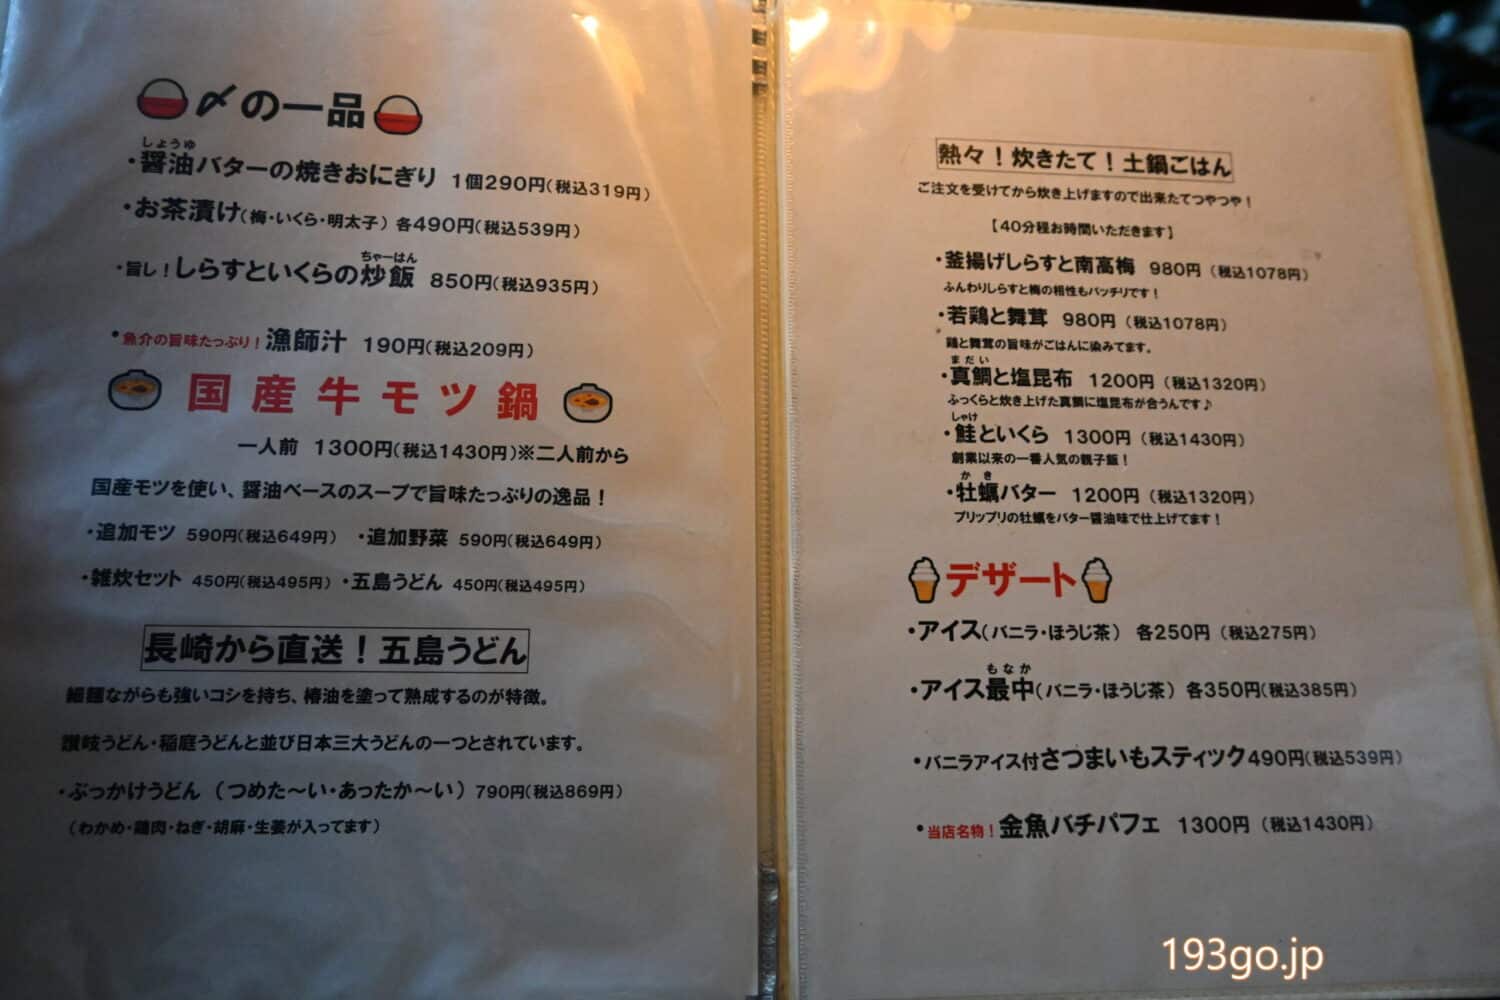 〆の一品
しょうゆ
・醤油バターの焼きおにぎり 1個290円(税込319円)
・お茶漬け(梅・いくら・明太子)各490円(税込539円)
ちゃーはん
・旨し!しらすといくらの炒飯 850円(税込935円)
・魚介の旨味たっぷり!漁師汁 190円(税込209円)
国産牛モツ鍋
一人前 1300円(税込1430円)※二人前から
国産モツを使い、醤油ベースのスープで旨味たっぷりの逸品!
・追加モツ 590円(税込649円) ・追加野菜 590円(税込649円)
・雑炊セット 450円(税込495円) ・五島うどん 450円(税込495円)
長崎から直送!五島うどん
細麺ながらも強いコシを持ち、椿油を塗って熟成するのが特徴。
讃岐うどん・稲庭うどんと並び日本三大うどんの一つとされています。
・ぶっかけうどん(つめた〜い・あったか〜い)790円(税込869円)
(わかめ・鶏肉・ねぎ・胡麻・生姜が入ってます)
熱々!炊きたて!土鍋ごはん
ご注文を受けてから炊き上げますので出来たてつやつや!
【40分程お時間いただきます】
・釜揚げしらすと南高梅 980円(税込1078円)
ふんわりしらすと梅の相性もバッチリです!
・若鶏と舞茸 980円(税込1078円)
鶏と舞茸の旨味がごはんに染みてます。
まだい
・真鯛と塩昆布 1200円(税込1320円)
ふっくらと炊き上げた真鯛に塩昆布が合うんです♪
しゃけ
・鮭といくら 1300円(税込1430円)
創業以来の一番人気の親子飯!
かき
・牡蠣バター 1200円(税込1320円)
プリップリの牡蠣をバター醤油味で仕上げてます!
デザート
・アイス(バニラ・ほうじ茶) 各250円(税込275円)
もなか
・アイス最中(バニラ・ほうじ茶)各350円(税込385円)
・バニラアイス付さつまいもスティック490円(税込539円)
・当店名物!金魚バチパフェ 1300円(税込1430円)
193go.jp